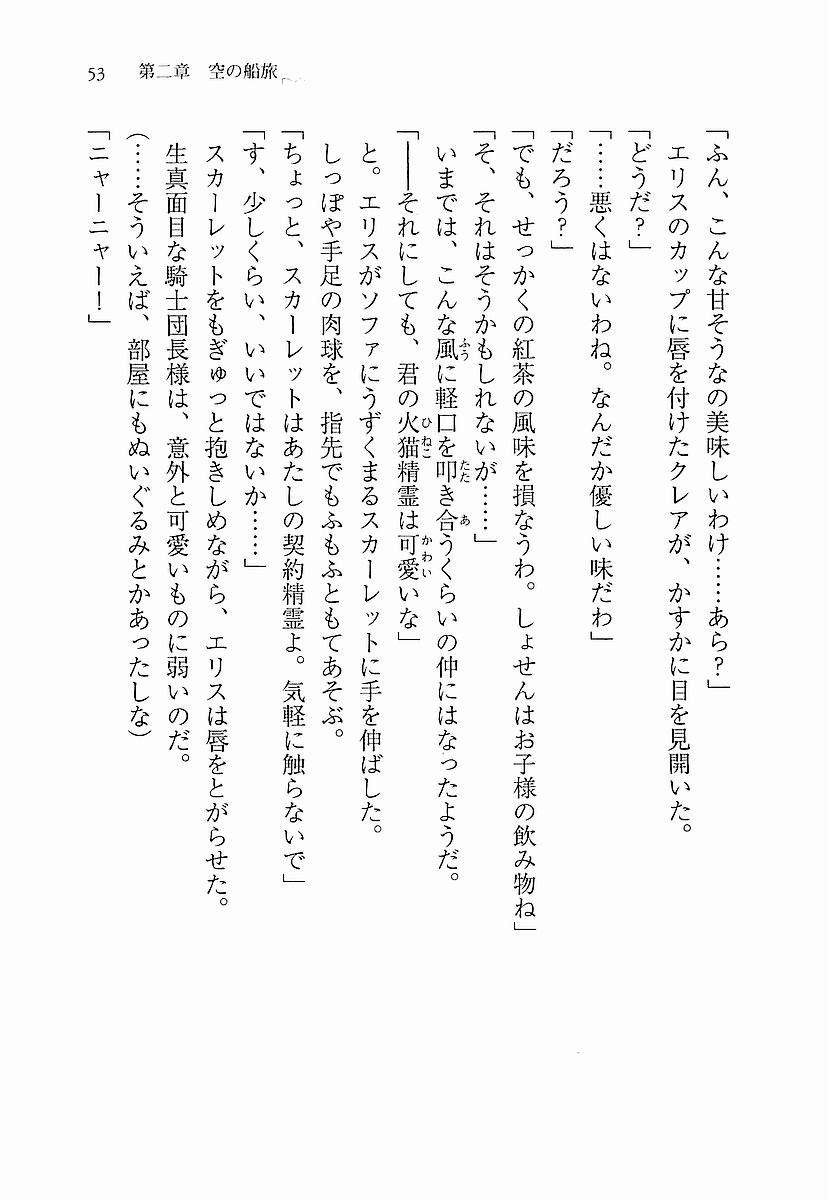 53　第二章　空の船旅
「ふん、こんな甘そうなの美味しいわけ……あら？」
　エリスのカップに唇を付けたクレアが、かすかに目を見開いた。
「どうだ？」
「……悪くはないわね。なんだか優しい味だわ」
「だろう？」
「でも、せっかくの紅茶の風味を損なうわ。しょせんはお子様の飲み物ね」
「そ、それはそうかもしれないが……」
　いまでは、こんな風に軽口を叩き合うくらいの仲にはなったようだ。
「――それにしても、君の火猫精霊は可愛いな」
　と。エリスがソファにうずくまるスカーレットに手を伸ばした。
　しっぽや手足の肉球を、指先でもふもふともてあそぶ。
「ちょっと、スカーレットはあたしの契約精霊よ。気軽に触らないで」
「す、少しくらい、いいではないか……」
　スカーレットをもぎゅっと抱きしめながら、エリスは唇をとがらせた。
　生真面目な騎士団長様は、意外と可愛いものに弱いのだ。
（……そういえば、部屋にもぬいぐるみとかあったしな）
「ニャーニャー！」